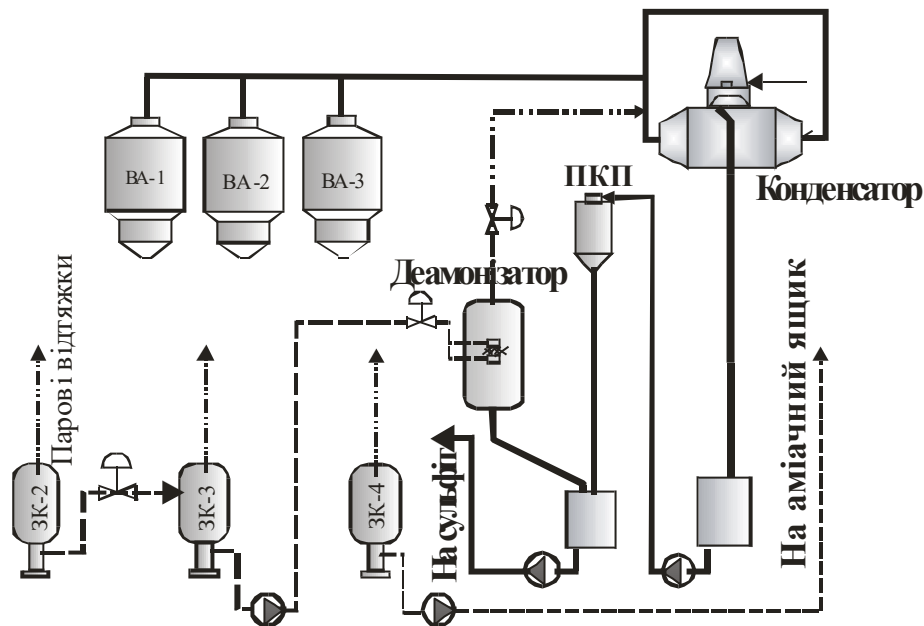 ВА-1
ВА-2
ВА-3
ПКП
Конденсатор
Деамонізатор
Парові відтяжки
ЗК-2
ЗК-3
ЗК-4
На сульфіт
На аміачний ящик